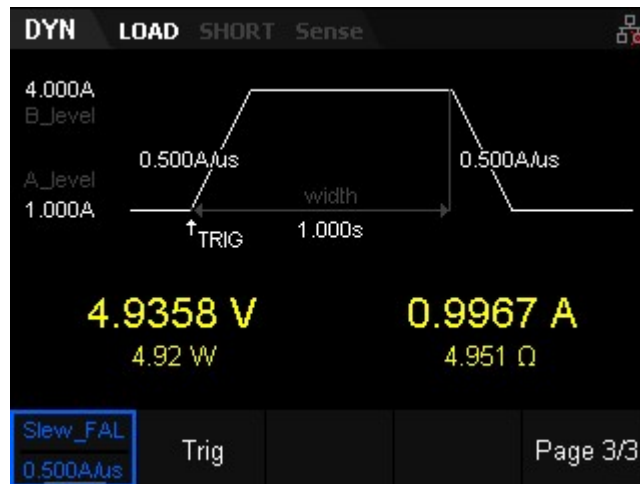 DYN LOAD SHORT Sense
4.000A
B_level
0.500A/us 0.500A/us
A_level
width
1.000A
1.000s
TRIG
4.9358 V 0.9967 A
4.92 W 4.951 Ω
Slew_FAL
Trig Page 3/3
0.500A/us